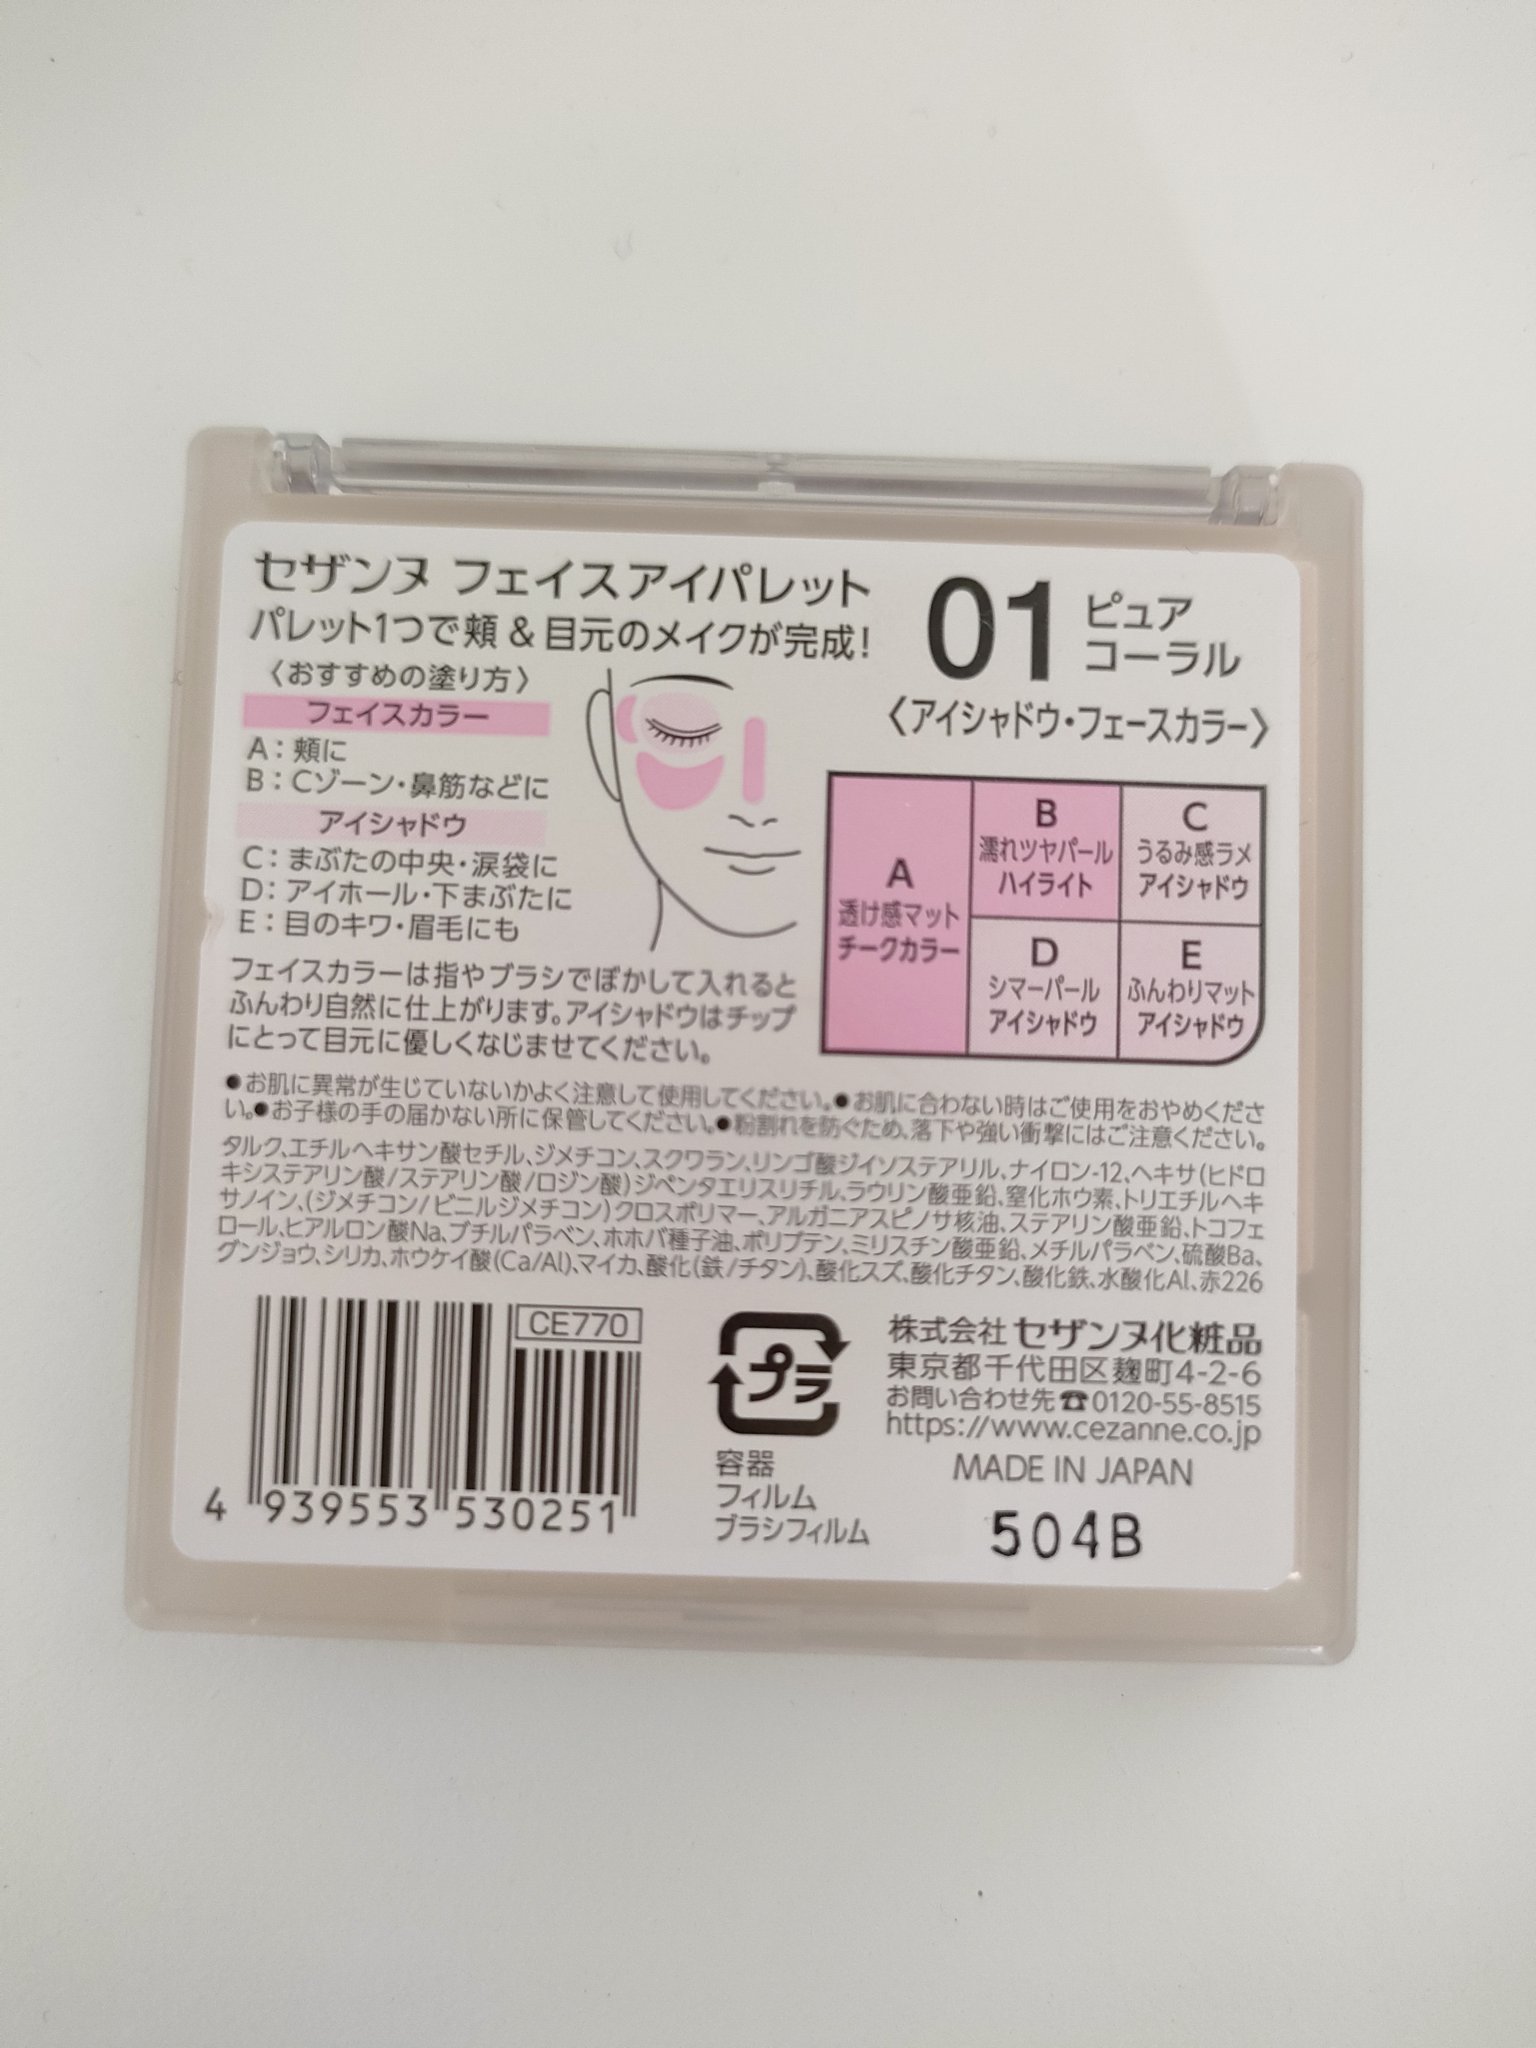 セザンヌ フェイスアイパレット
パレット1つで頬&目元のメイクが完成!
01 ピュア
コーラル
〈アイシャドウ・フェースカラー〉
〈おすすめの塗り方〉
フェイスカラー
A:頬に
B:Cゾーン・鼻筋などに
アイシャドウ
C:まぶたの中央・涙袋に
D:アイホール・下まぶたに
E:目のキワ・眉毛にも
A
透け感マット
チークカラー
B
濡れツヤパール
ハイライト
C
うるみ感ラメ
アイシャドウ
D
シマーパール
アイシャドウ
E
ふんわりマット
アイシャドウ
フェイスカラーは指やブラシでぼかして入れると
ふんわり自然に仕上がります。アイシャドウはチップ
にとって目元に優しくなじませてください。
●お肌に異常が生じていないかよく注意して使用してください。●お肌に合わない時はご使用をおやめくださ
い。●お子様の手の届かない所に保管してください。●粉割れを防ぐため、落下や強い衝撃にはご注意ください。
タルク、エチルヘキサン酸セチル、ジメチコン、スクワラン、リンゴ酸ジイソステアリル、ナイロン-12、ヘキサ(ヒドロ
キシステアリン酸/ステアリン酸/ロジン酸)ジペンタエリスリチル、ラウリン酸亜鉛、窒化ホウ素、トリエチルヘキ
サノイン、(ジメチコン/ビニルジメチコン)クロスポリマー、アルガニアスピノサ核油、ステアリン酸亜鉛、トコフェ
ロール、ヒアルロン酸Na、ブチルパラベン、ホホバ種子油、ポリブテン、ミリスチン酸亜鉛、メチルパラベン、硫酸Ba、
グンジョウ、シリカ、ホウケイ酸(Ca/Al)、マイカ、酸化(鉄/チタン)、酸化スズ、酸化チタン、酸化鉄、水酸化Al、赤226
CE770
4 939553 530251
プラ
容器
フィルム
ブラシフィルム
株式会社 セザンヌ化粧品
東京都千代田区麹町4-2-6
お問い合わせ先☎0120-55-8515
https://www.cezanne.co.jp
MADE IN JAPAN
504B